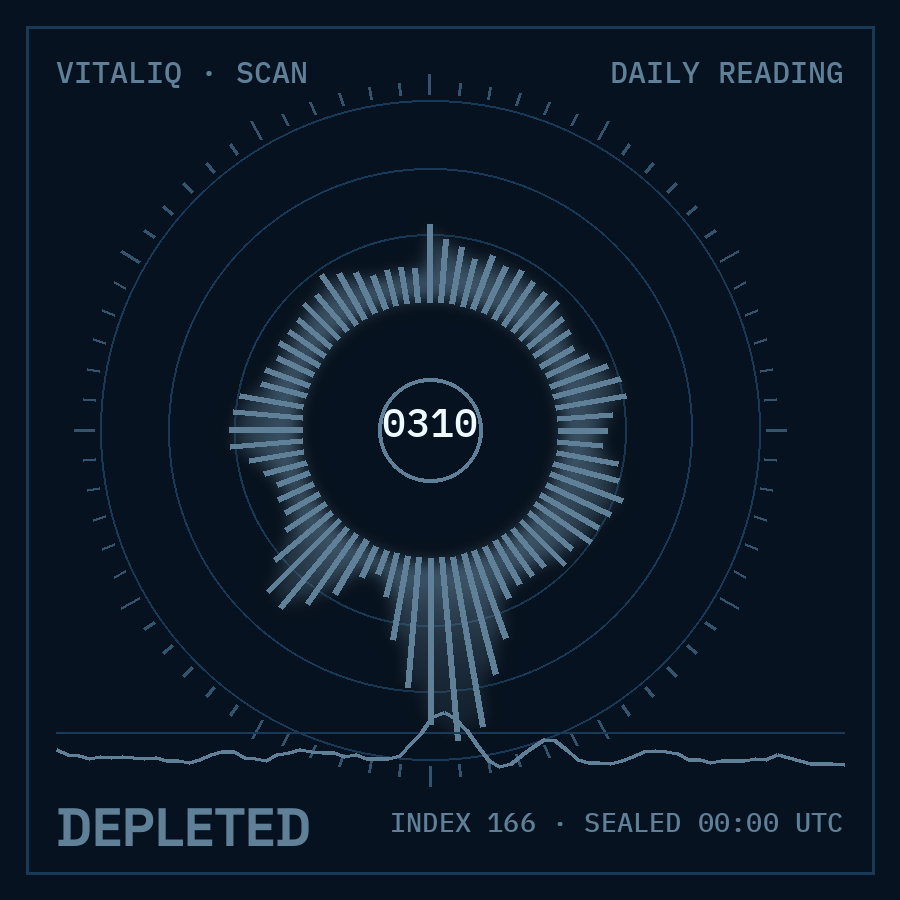 VITALIQ · SCAN
DAILY READING
0310
DEPLETED
INDEX 166 · SEALED 00:00 UTC